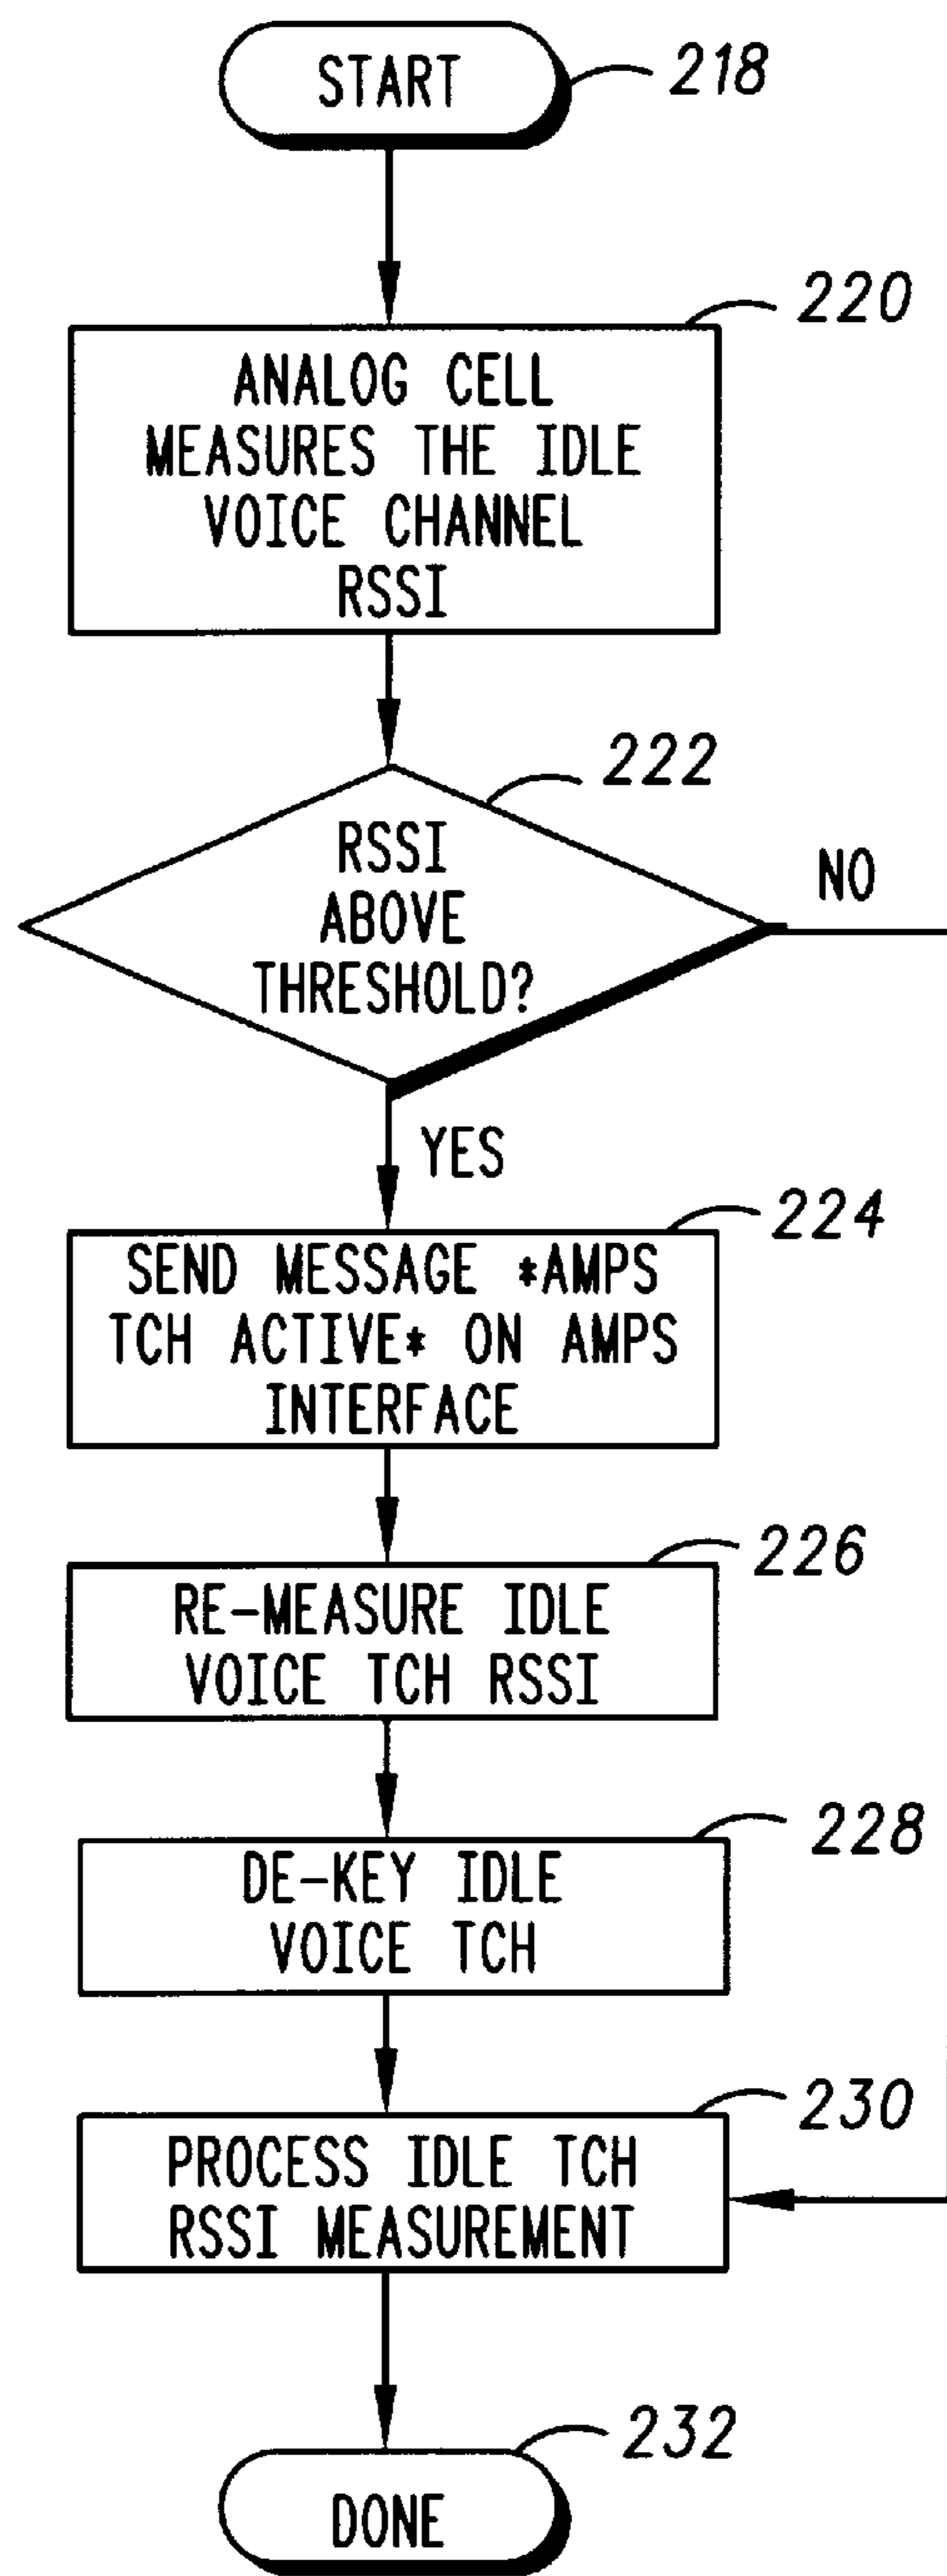 START
218
220
ANALOG CELL
MEASURES THE IDLE
VOICE CHANNEL
RSSI
222
RSSI
ABOVE
THRESHOLD?
NO
YES
224
SEND MESSAGE *AMPS
TCH ACTIVE* ON AMPS
INTERFACE
226
RE-MEASURE IDLE
VOICE TCH RSSI
228
DE-KEY IDLE
VOICE TCH
230
PROCESS IDLE TCH
RSSI MEASUREMENT
232
DONE